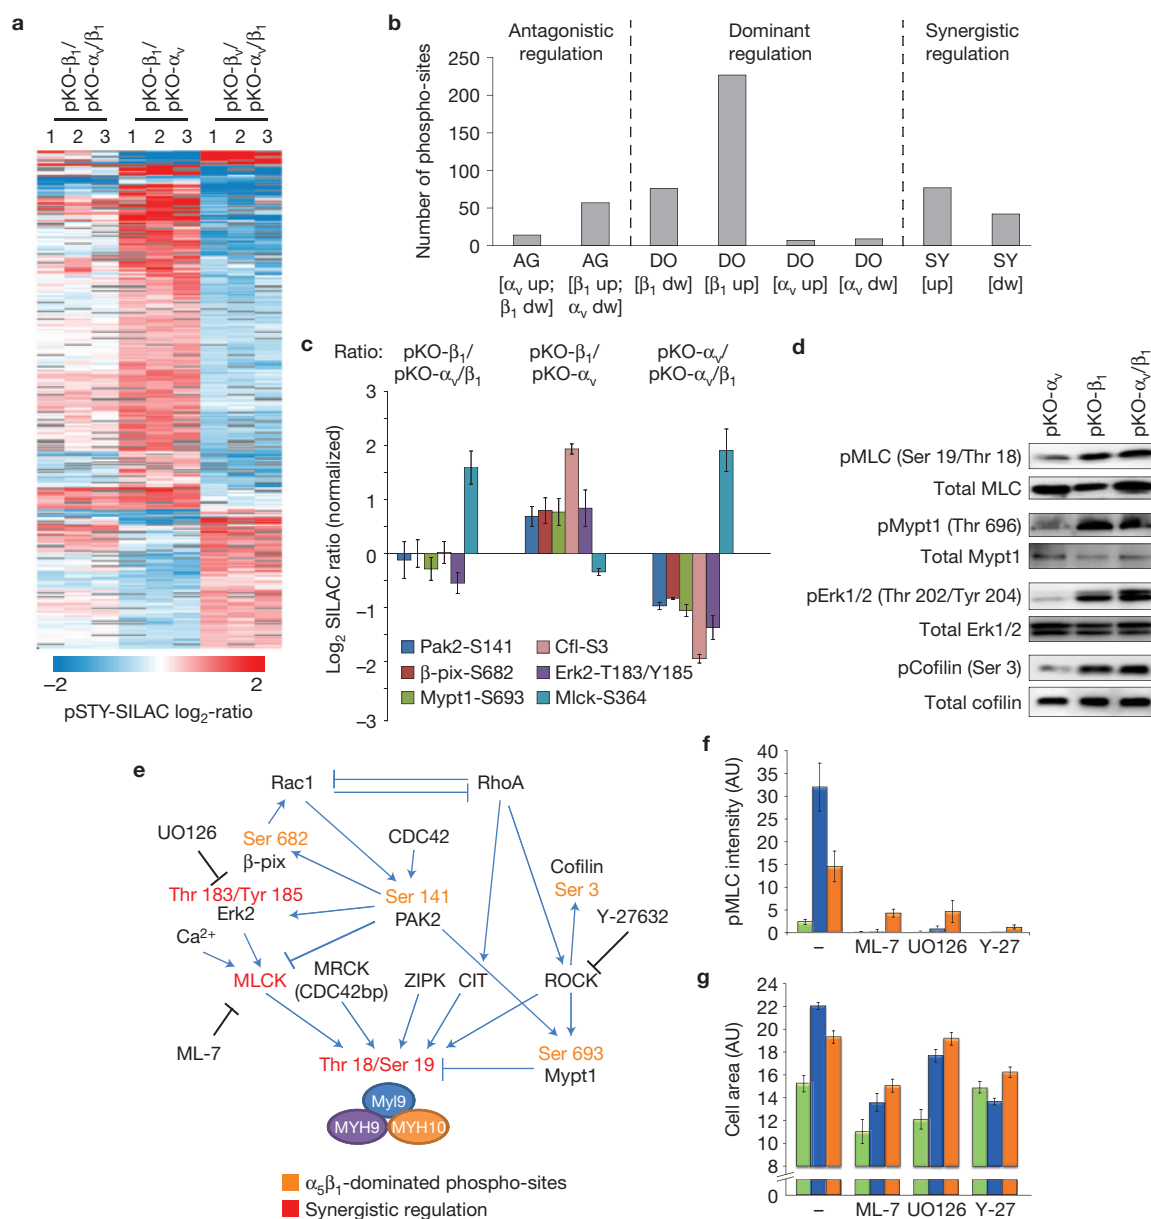 a
pKO-β1/
pKO-αv/β1
pKO-β1/
pKO-αv
pKO-βv/
pKO-αv/β1
1 2 3 1 2 3 1 2 3
−2 2
pSTY-SILAC log2-ratio
b
Antagonistic regulation
Dominant regulation
Synergistic regulation
Number of phospho-sites
250
200
150
100
50
0
AG [αv up; β1 dw]
AG [β1 up; αv dw]
DO [β1 dw]
DO [β1 up]
DO [αv up]
DO [αv dw]
SY [up]
SY [dw]
c
Ratio:
pKO-β1/
pKO-αv/β1
pKO-β1/
pKO-αv
pKO-αv/
pKO-αv/β1
Log2 SILAC ratio (normalized)
3
2
1
0
−1
−2
−3
Pak2-S141
β-pix-S682
Mypt1-S693
Cfl-S3
Erk2-T183/Y185
Mlck-S364
d
pKO-αv
pKO-β1
pKO-αv/β1
pMLC (Ser 19/Thr 18)
Total MLC
pMypt1 (Thr 696)
Total Mypt1
pErk1/2 (Thr 202/Tyr 204)
Total Erk1/2
pCofilin (Ser 3)
Total cofilin
e
Rac1
RhoA
UO126
Ser 682
β-pix
CDC42
Cofilin
Ser 3
Thr 183/Tyr 185
Erk2
Ser 141
PAK2
Y-27632
Ca2+
MLCK
MRCK
(CDC42bp)
ZIPK
CIT
ROCK
ML-7
Thr 18/Ser 19
Ser 693
Mypt1
Myl9
MYH9
MYH10
α5β1-dominated phospho-sites
Synergistic regulation
f
pMLC intensity (AU)
40
35
30
25
20
15
10
5
0
– ML-7 UO126 Y-27
g
Cell area (AU)
24
22
20
18
16
14
12
10
8
0
– ML-7 UO126 Y-27